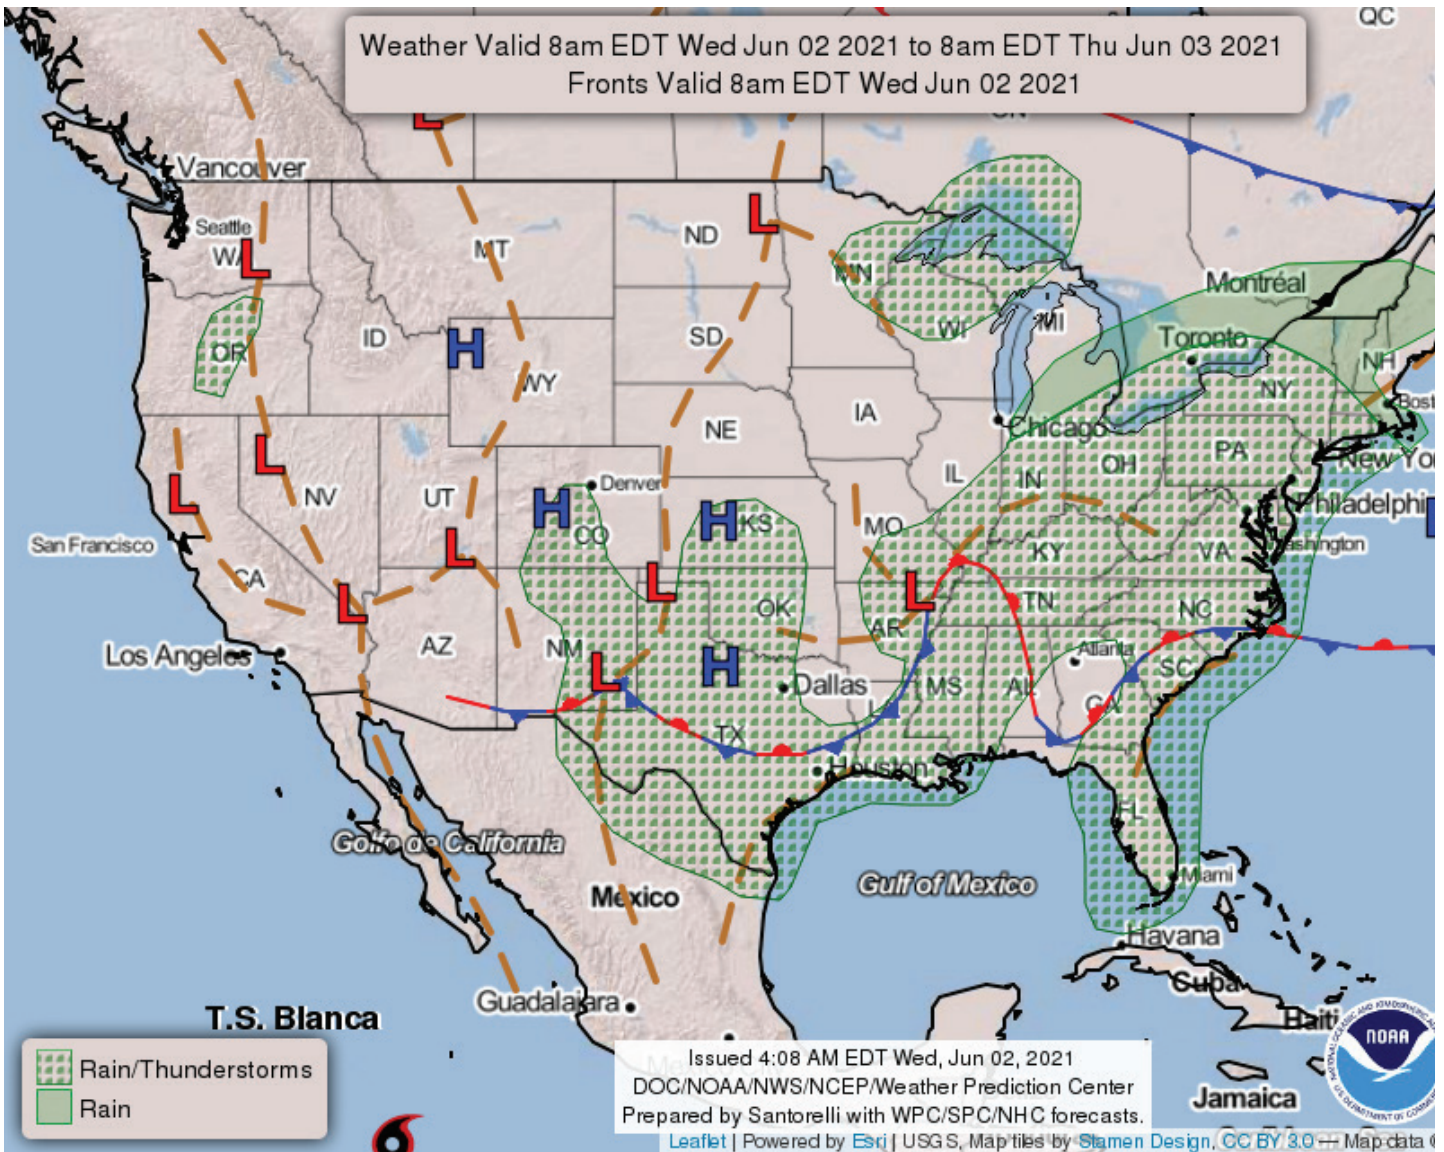 Weather Valid 8am EDT Wed Jun 02 2021 to 8am EDT Thu Jun 03 2021
Fronts Valid 8am EDT Wed Jun 02 2021
QC
L
Vancouver
Seattle
WA
L
MT
ND
L
MN
Montréal
OR
ID
H
WY
SD
WI
MI
Toronto
NH
NY
Bost
NE
IA
Chicago
PA
New Yo
L
L
NV
UT
Denver
H
CO
H
KS
MO
IL
IN
OH
Philadelphi
San Francisco
CA
L
KY
VA
ashington
L
L
OK
L
AR
TN
NC
Los Angeles
AZ
NM
L
H
Dallas
MS
AL
Atlanta
GA
SC
TX
Houston
FL
Golfo de California
México
Gulf of Mexico
Miami
Havana
Cuba
Guadalajara
T.S. Blanca
Haiti
NOAA
Jamaica
Rain/Thunderstorms
Rain
Issued 4:08 AM EDT Wed, Jun 02, 2021
DOC/NOAA/NWS/NCEP/Weather Prediction Center
Prepared by Santorelli with WPC/SPC/NHC forecasts.
Leaflet | Powered by Esri | USGS, Map tiles by Stamen Design, CC BY 3.0 — Map data ©